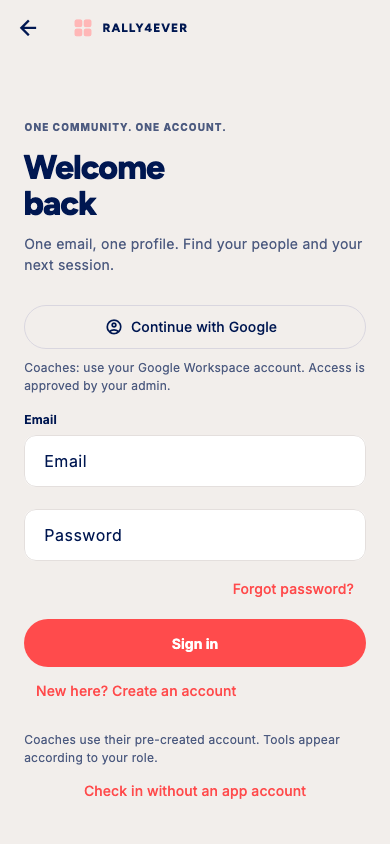 RALLY4EVER
ONE COMMUNITY. ONE ACCOUNT.
Welcome
back
One email, one profile. Find your people and your
next session.
Continue with Google
Coaches: use your Google Workspace account. Access is
approved by your admin.
Email
Email
Password
Forgot password?
Sign in
New here? Create an account
Coaches use their pre-created account. Tools appear
according to your role.
Check in without an app account